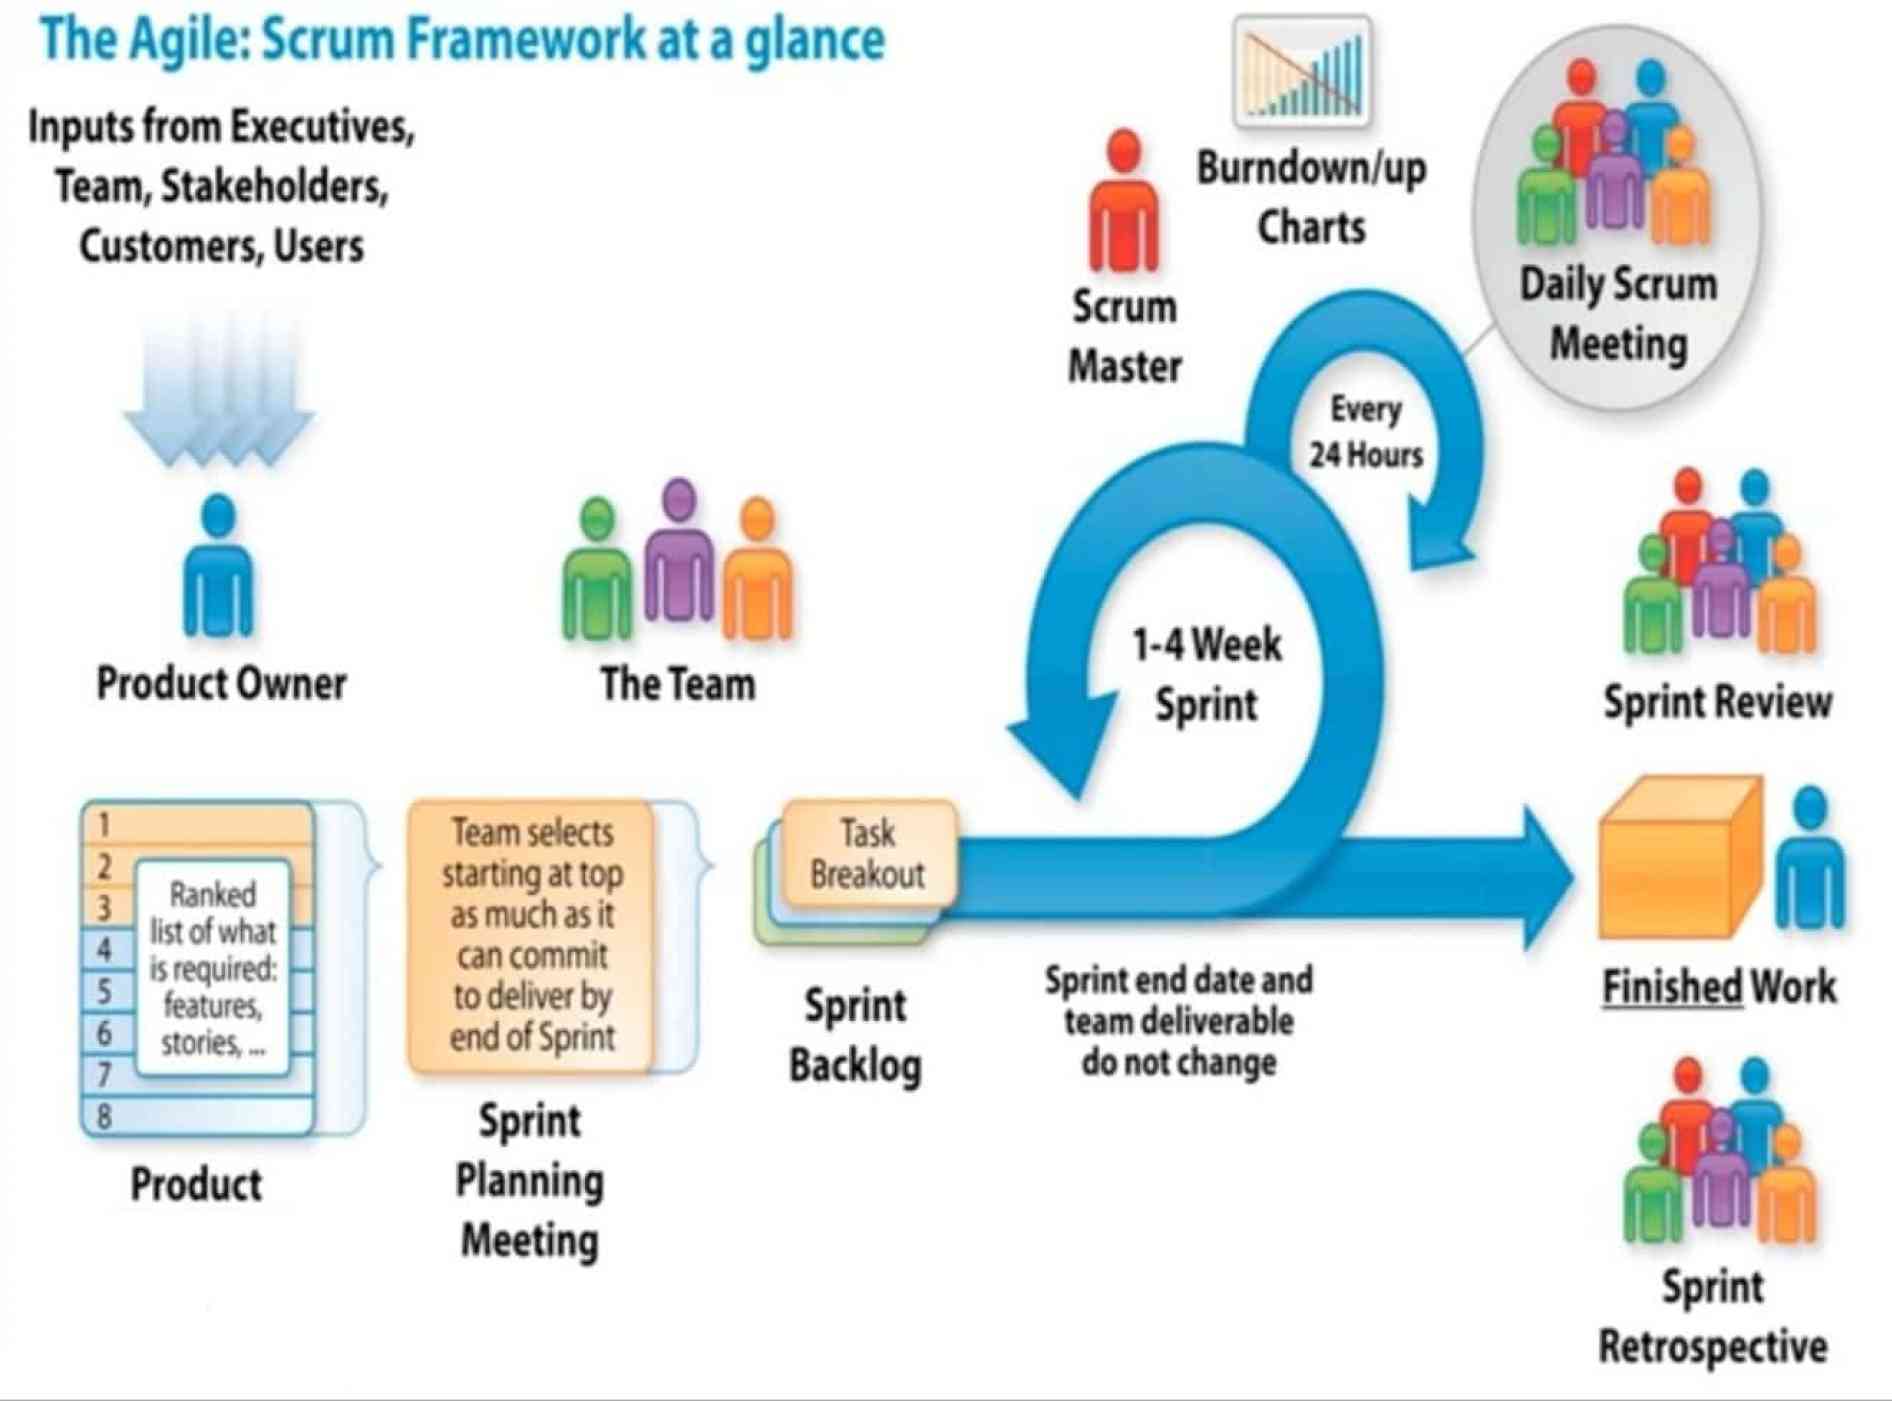 The Agile: Scrum Framework at a glance
Inputs from Executives,
Team, Stakeholders,
Customers, Users
Product Owner
The Team
Scrum
Master
Burndown/up
Charts
Daily Scrum
Meeting
Every
24 Hours
1-4 Week
Sprint
Sprint Review
1
2
3
4
5
6
7
8
Ranked
list of what
is required:
features,
stories, ...
Product
Team selects
starting at top
as much as it
can commit
to deliver by
end of Sprint
Sprint
Planning
Meeting
Task
Breakout
Sprint
Backlog
Sprint end date and
team deliverable
do not change
Finished Work
Sprint
Retrospective